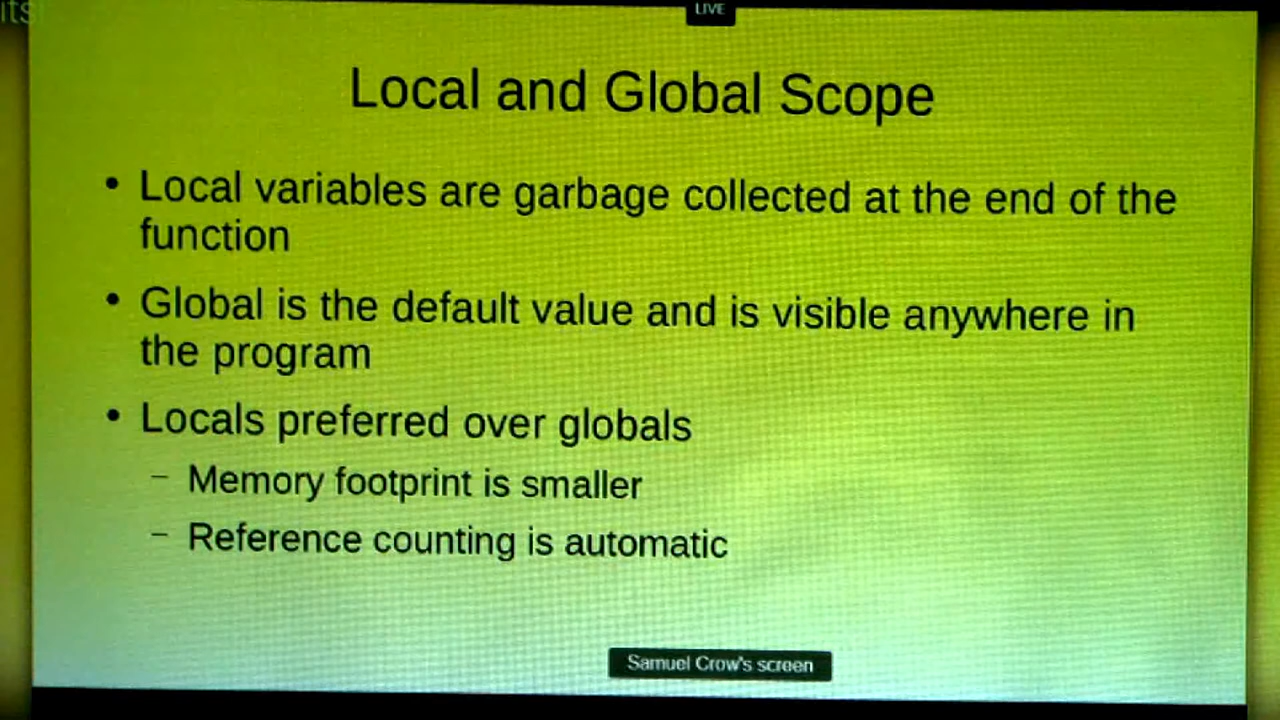 its
LIVE
Local and Global Scope
• Local variables are garbage collected at the end of the
function
• Global is the default value and is visible anywhere in
the program
• Locals preferred over globals
– Memory footprint is smaller
– Reference counting is automatic
Samuel Crow's screen